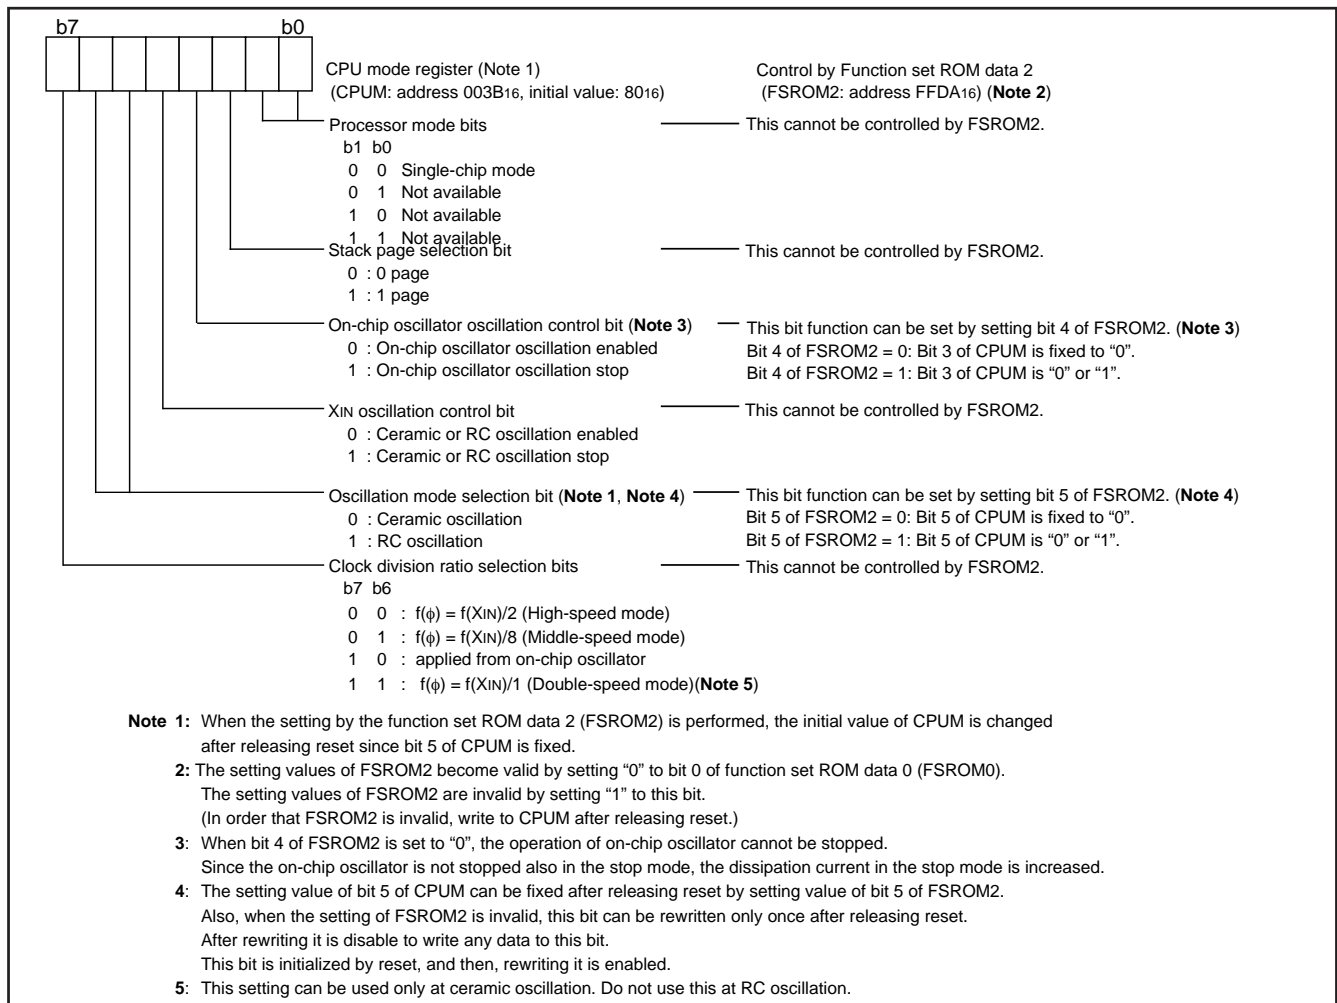 b7 b0
CPU mode register (Note 1) Control by Function set ROM data 2
(CPUM: address 003B16, initial value: 8016) (FSROM2: address FFDA16) (Note 2)
Processor mode bits This cannot be controlled by FSROM2.
b1 b0
0 0 Single-chip mode
0 1 Not available
1 0 Not available
1 1 Not available
Stack page selection bit This cannot be controlled by FSROM2.
0 : 0 page
1 : 1 page
On-chip oscillator oscillation control bit (Note 3) This bit function can be set by setting bit 4 of FSROM2. (Note 3)
0 : On-chip oscillator oscillation enabled Bit 4 of FSROM2 = 0: Bit 3 of CPUM is fixed to “0”.
1 : On-chip oscillator oscillation stop Bit 4 of FSROM2 = 1: Bit 3 of CPUM is “0” or “1”.
XIN oscillation control bit This cannot be controlled by FSROM2.
0 : Ceramic or RC oscillation enabled
1 : Ceramic or RC oscillation stop
Oscillation mode selection bit (Note 1, Note 4) This bit function can be set by setting bit 5 of FSROM2. (Note 4)
0 : Ceramic oscillation Bit 5 of FSROM2 = 0: Bit 5 of CPUM is fixed to “0”.
1 : RC oscillation Bit 5 of FSROM2 = 1: Bit 5 of CPUM is “0” or “1”.
Clock division ratio selection bits This cannot be controlled by FSROM2.
b7 b6
0 0 : f(ϕ) = f(XIN)/2 (High-speed mode)
0 1 : f(ϕ) = f(XIN)/8 (Middle-speed mode)
1 0 : applied from on-chip oscillator
1 1 : f(ϕ) = f(XIN)/1 (Double-speed mode)(Note 5)
Note 1: When the setting by the function set ROM data 2 (FSROM2) is performed, the initial value of CPUM is changed
after releasing reset since bit 5 of CPUM is fixed.
2: The setting values of FSROM2 become valid by setting “0” to bit 0 of function set ROM data 0 (FSROM0).
The setting values of FSROM2 are invalid by setting “1” to this bit.
(In order that FSROM2 is invalid, write to CPUM after releasing reset.)
3: When bit 4 of FSROM2 is set to “0”, the operation of on-chip oscillator cannot be stopped.
Since the on-chip oscillator is not stopped also in the stop mode, the dissipation current in the stop mode is increased.
4: The setting value of bit 5 of CPUM can be fixed after releasing reset by setting value of bit 5 of FSROM2.
Also, when the setting of FSROM2 is invalid, this bit can be rewritten only once after releasing reset.
After rewriting it is disable to write any data to this bit.
This bit is initialized by reset, and then, rewriting it is enabled.
5: This setting can be used only at ceramic oscillation. Do not use this at RC oscillation.